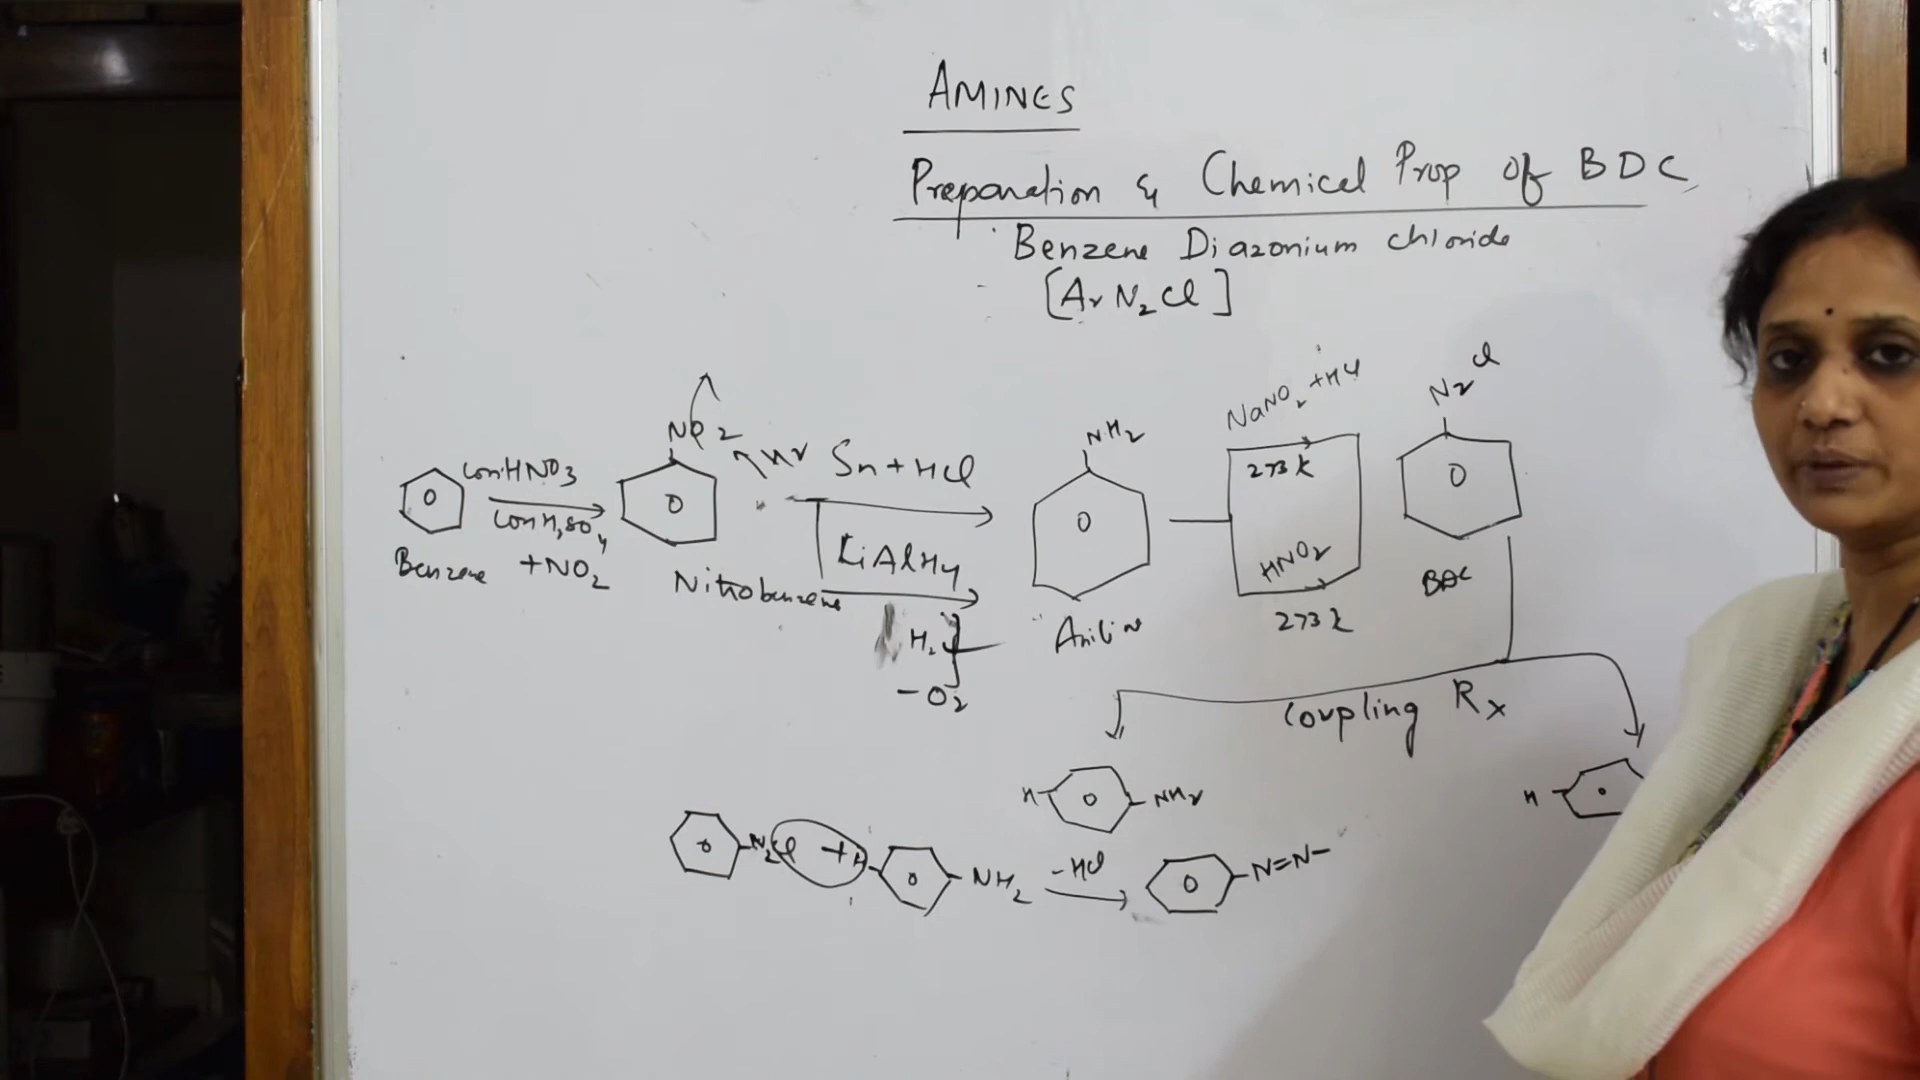 AMINES
Preparation & Chemical Prop of BDC
Benzene Diazonium chloride
[ArN₂Cl]
Con.HNO₃
Con H₂SO₄
+NO₂
Benzene
NO₂
Nitrobenzene
Sn + HCl
LiAlH₄
H₂
-O₂
NH₂
Aniline
NaNO₂ + HCl
273 K
HNO₂
273 K
N₂Cl
Coupling Rx
H
NH₂
H
N₂Cl + H
NH₂
-HCl
N=N-